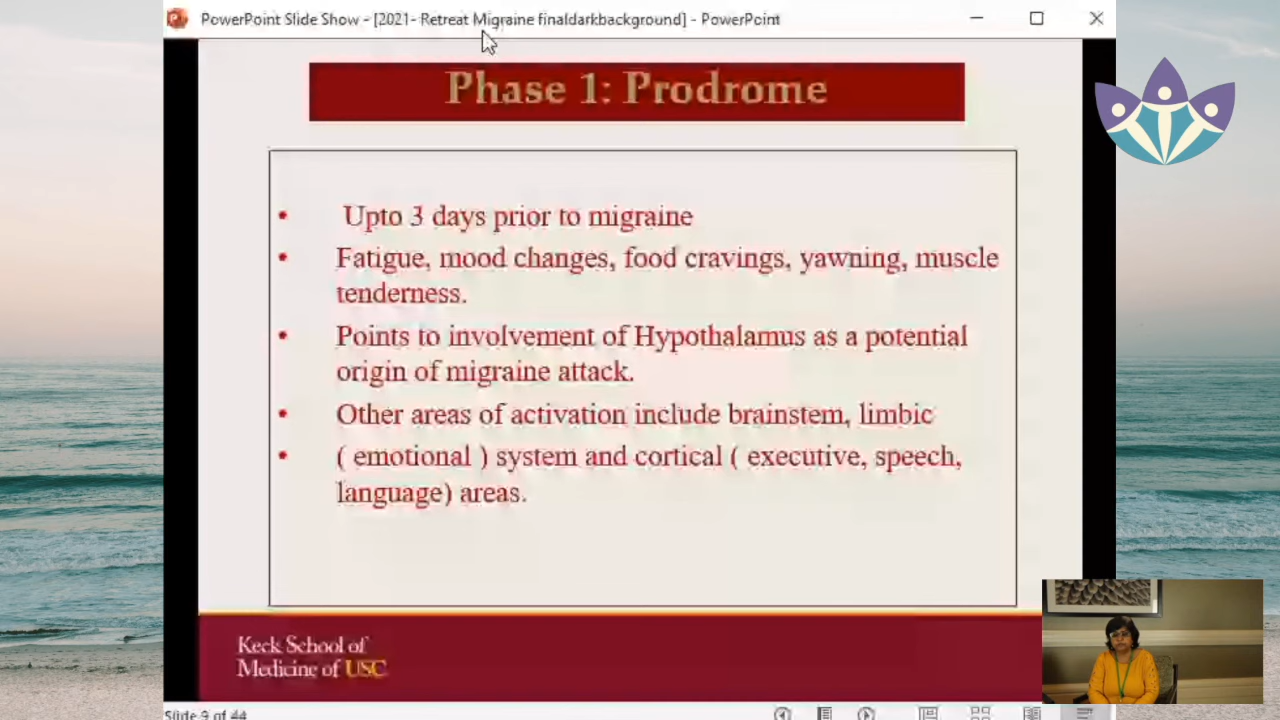 PowerPoint Slide Show - [2021- Retreat Migraine finaldarkbackground] - PowerPoint
Phase 1: Prodrome
• Upto 3 days prior to migraine
• Fatigue, mood changes, food cravings, yawning, muscle
tenderness.
• Points to involvement of Hypothalamus as a potential
origin of migraine attack.
• Other areas of activation include brainstem, limbic
• ( emotional ) system and cortical ( executive, speech,
language) areas.
Keck School of
Medicine of USC
Slide 9 of 44